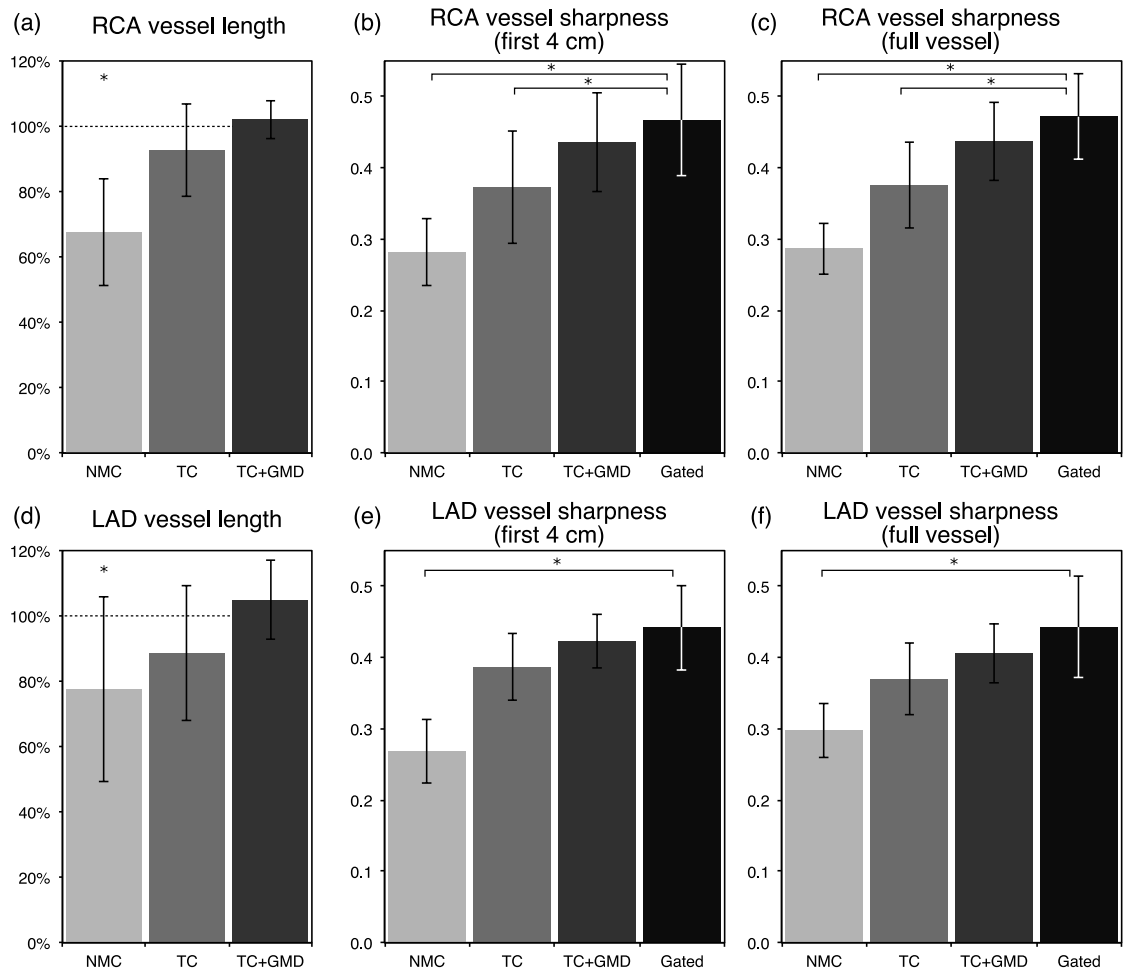 (a) RCA vessel length
120%
*
100%
80%
60%
40%
20%
0%
NMC TC TC+GMD
(b) RCA vessel sharpness
(first 4 cm)
*
*
0.5
0.4
0.3
0.2
0.1
0.0
NMC TC TC+GMD Gated
(c) RCA vessel sharpness
(full vessel)
*
*
0.5
0.4
0.3
0.2
0.1
0.0
NMC TC TC+GMD Gated
(d) LAD vessel length
120%
*
100%
80%
60%
40%
20%
0%
NMC TC TC+GMD
(e) LAD vessel sharpness
(first 4 cm)
*
0.5
0.4
0.3
0.2
0.1
0.0
NMC TC TC+GMD Gated
(f) LAD vessel sharpness
(full vessel)
*
0.5
0.4
0.3
0.2
0.1
0.0
NMC TC TC+GMD Gated